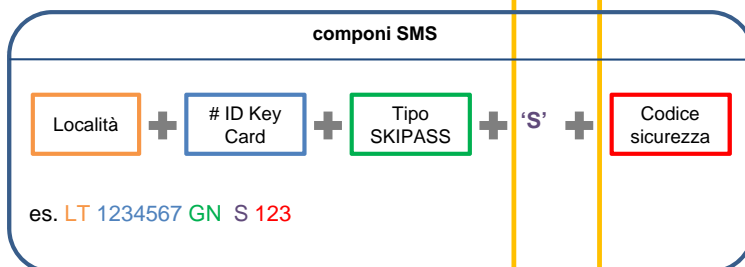 componi SMS
Località
# ID Key
Card
Tipo
SKIPASS
‘S’
Codice
sicurezza
es. LT 1234567 GN S 123